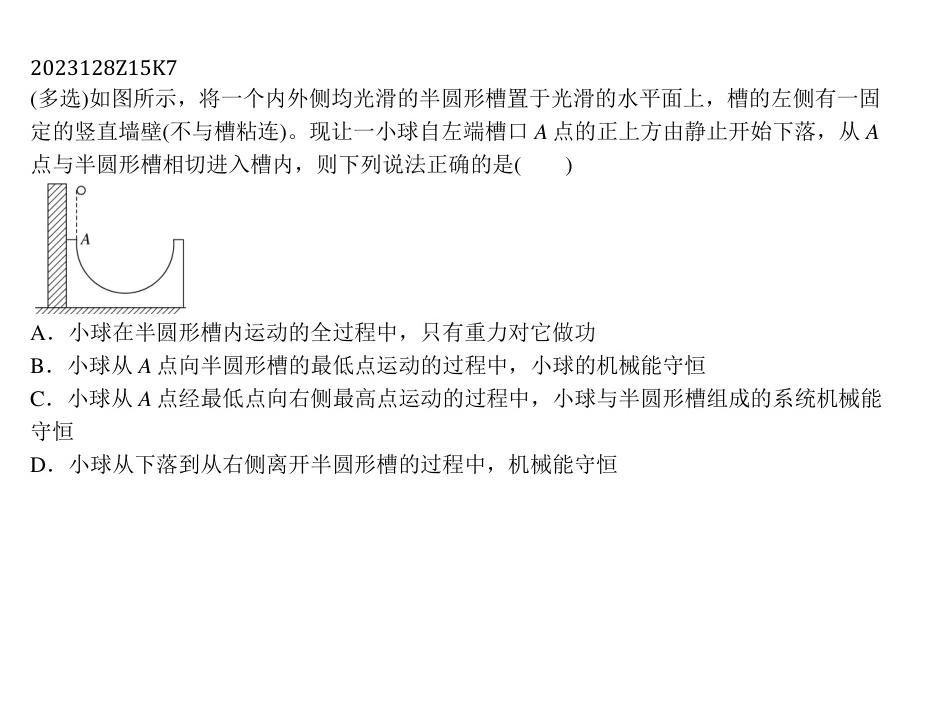 2023128Z15K7
(多选)如图所示，将一个内外侧均光滑的半圆形槽置于光滑的水平面上，槽的左侧有一固
定的竖直墙壁(不与槽粘连)。现让一小球自左端槽口 A 点的正上方由静止开始下落，从 A
点与半圆形槽相切进入槽内，则下列说法正确的是(　　)
A
A．小球在半圆形槽内运动的全过程中，只有重力对它做功
B．小球从 A 点向半圆形槽的最低点运动的过程中，小球的机械能守恒
C．小球从 A 点经最低点向右侧最高点运动的过程中，小球与半圆形槽组成的系统机械能
守恒
D．小球从下落到从右侧离开半圆形槽的过程中，机械能守恒